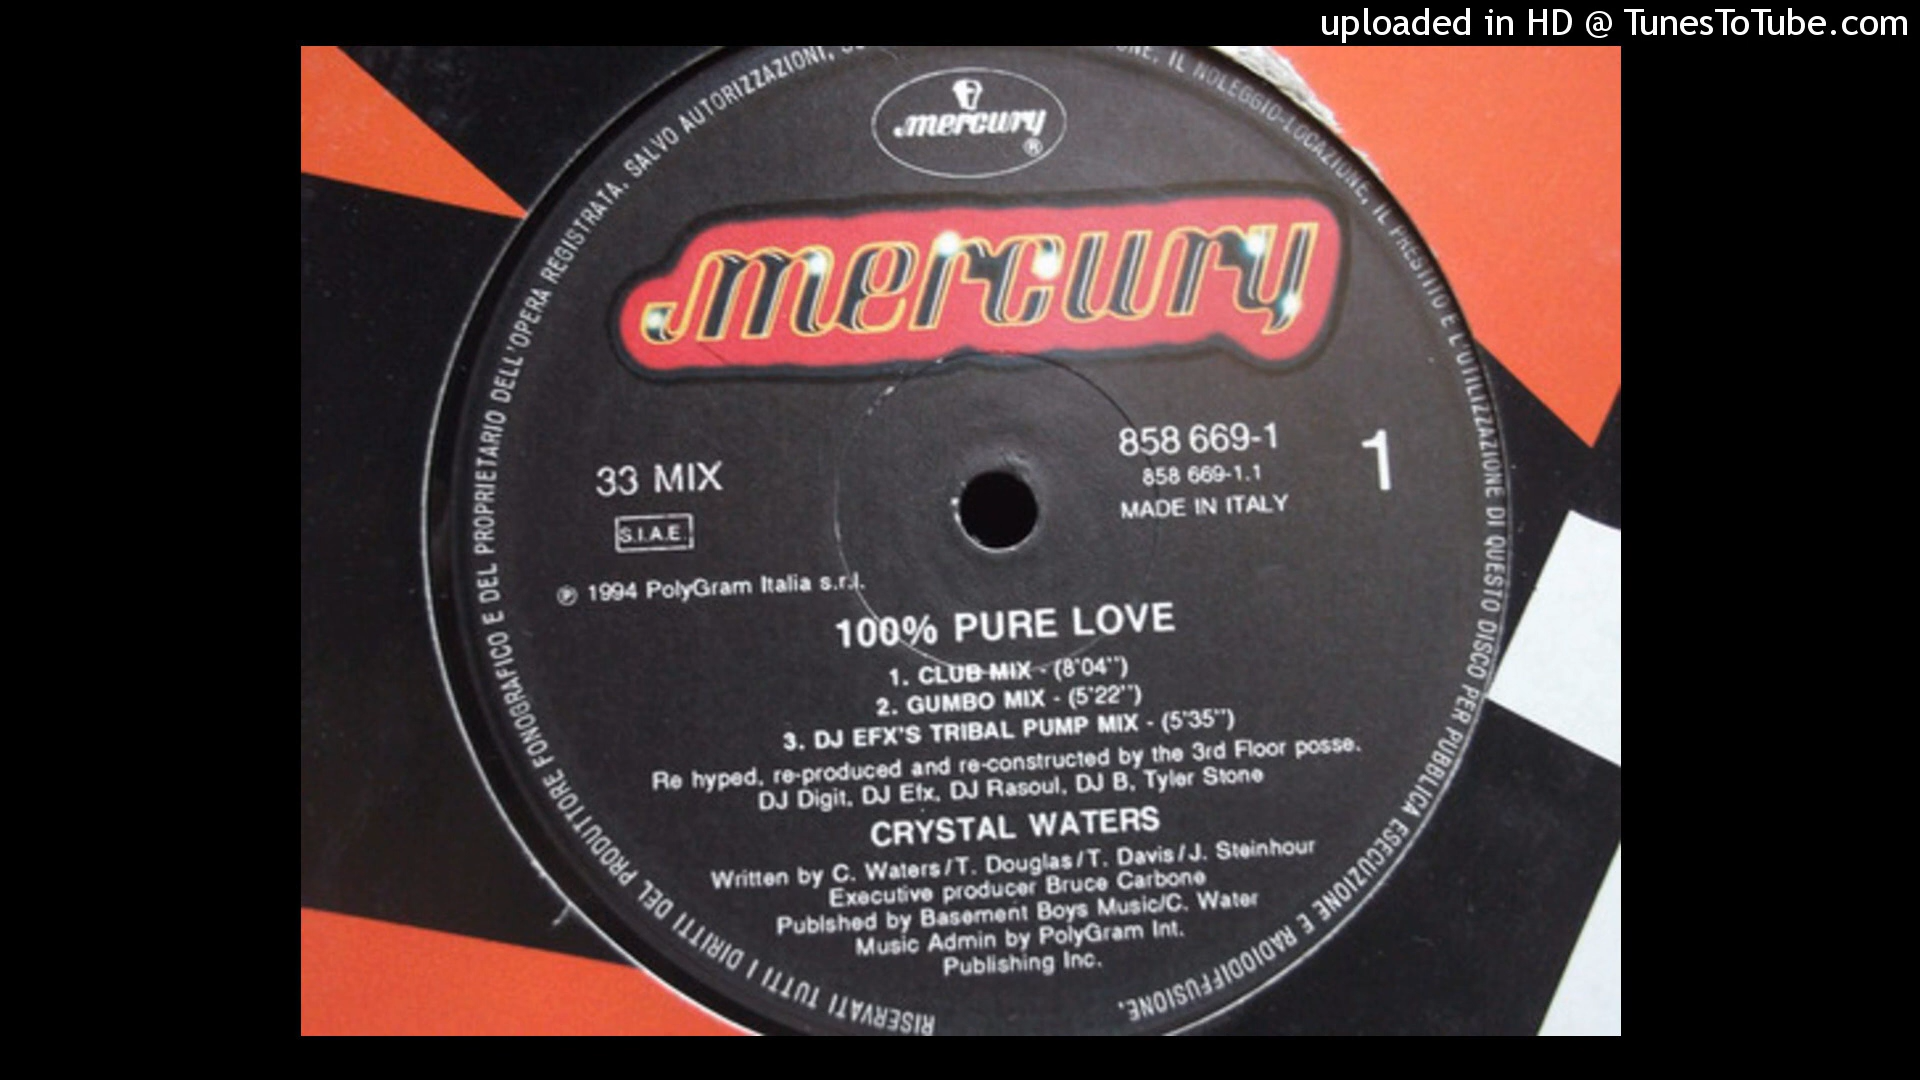 uploaded in HD @ TunesToTube.com
mercury
®
mercury
33 MIX
S.I.A.E.
℗ 1994 PolyGram Italia s.r.l.
858 669-1
858 669-1.1
MADE IN ITALY
1
100% PURE LOVE
1. CLUB MIX - (8'04")
2. GUMBO MIX - (5'22")
3. DJ EFX'S TRIBAL PUMP MIX - (5'35")
Re hyped, re-produced and re-constructed by the 3rd Floor posse.
DJ Digit, DJ Efx, DJ Rasoul, DJ B, Tyler Stone
CRYSTAL WATERS
Written by C. Waters/T. Douglas/T. Davis/J. Steinhour
Executive producer Bruce Carbone
Publshed by Basement Boys Music/C. Water
Music Admin by PolyGram Int.
Publishing Inc.
RISERVATI TUTTI I DIRITTI DEL PRODUTTORE FONOGRAFICO E DEL PROPRIETARIO DELL'OPERA REGISTRATA. SALVO AUTORIZZAZIONI, IL NOLEGGIO-LOCAZIONE, IL PRESTITO E L'UTILIZZAZIONE DI QUESTO DISCO PER PUBBLICA ESECUZIONE E RADIODIFFUSIONE.